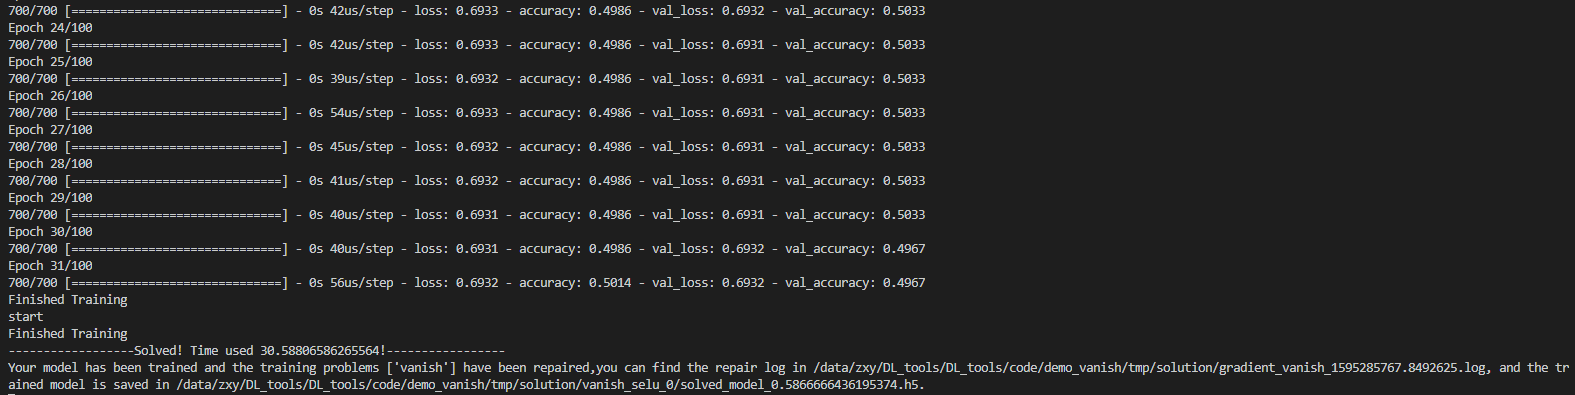 700/700 [==============================] - 0s 42us/step - loss: 0.6933 - accuracy: 0.4986 - val_loss: 0.6932 - val_accuracy: 0.5033
Epoch 24/100
700/700 [==============================] - 0s 42us/step - loss: 0.6933 - accuracy: 0.4986 - val_loss: 0.6931 - val_accuracy: 0.5033
Epoch 25/100
700/700 [==============================] - 0s 39us/step - loss: 0.6932 - accuracy: 0.4986 - val_loss: 0.6931 - val_accuracy: 0.5033
Epoch 26/100
700/700 [==============================] - 0s 54us/step - loss: 0.6933 - accuracy: 0.4986 - val_loss: 0.6931 - val_accuracy: 0.5033
Epoch 27/100
700/700 [==============================] - 0s 45us/step - loss: 0.6932 - accuracy: 0.4986 - val_loss: 0.6931 - val_accuracy: 0.5033
Epoch 28/100
700/700 [==============================] - 0s 41us/step - loss: 0.6932 - accuracy: 0.4986 - val_loss: 0.6931 - val_accuracy: 0.5033
Epoch 29/100
700/700 [==============================] - 0s 40us/step - loss: 0.6931 - accuracy: 0.4986 - val_loss: 0.6931 - val_accuracy: 0.5033
Epoch 30/100
700/700 [==============================] - 0s 40us/step - loss: 0.6931 - accuracy: 0.4986 - val_loss: 0.6932 - val_accuracy: 0.4967
Epoch 31/100
700/700 [==============================] - 0s 56us/step - loss: 0.6932 - accuracy: 0.5014 - val_loss: 0.6932 - val_accuracy: 0.4967
Finished Training
start
Finished Training
------------------Solved! Time used 30.58806586265564!-----------------
Your model has been trained and the training problems ['vanish'] have been repaired,you can find the repair log in /data/zxy/DL_tools/DL_tools/code/demo_vanish/tmp/solution/gradient_vanish_1595285767.8492625.log, and the tr
ained model is saved in /data/zxy/DL_tools/DL_tools/code/demo_vanish/tmp/solution/vanish_selu_0/solved_model_0.5866666436195374.h5.